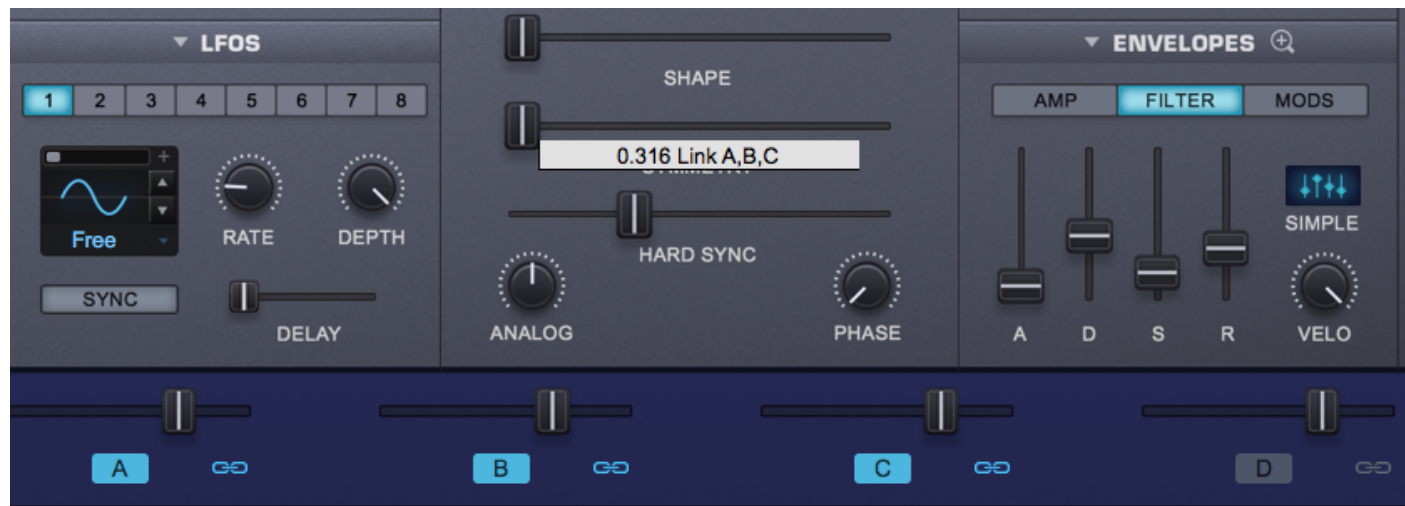 LFOS
1 2 3 4 5 6 7 8
Free
RATE
DEPTH
SYNC
DELAY
SHAPE
0.316 Link A,B,C
SYMMETRY
HARD SYNC
ANALOG
PHASE
ENVELOPES
AMP FILTER MODS
SIMPLE
A D S R VELO
A
B
C
D